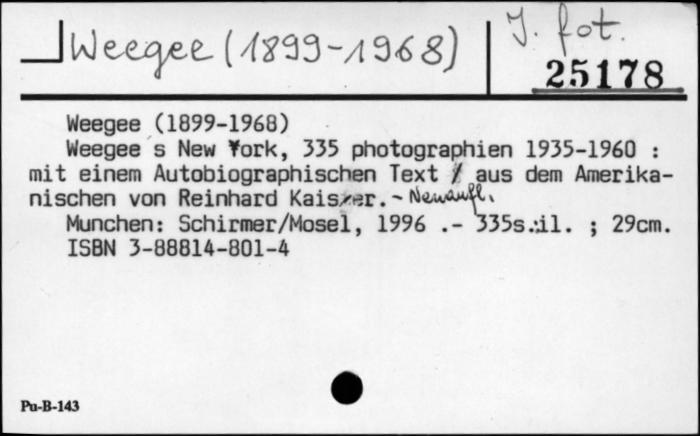 Weegee (1899-1968)
J. fot.
25178
Weegee (1899-1968)
Weegee´s New York, 335 photographien 1935-1960 :
mit einem Autobiographischen Text / aus dem Amerika-
nischen von Reinhard Kaiser.- Neuaufl.
Munchen: Schirmer/Mosel, 1996 .- 335s.:il. ; 29cm.
ISBN 3-88814-801-4
Pu-B-143